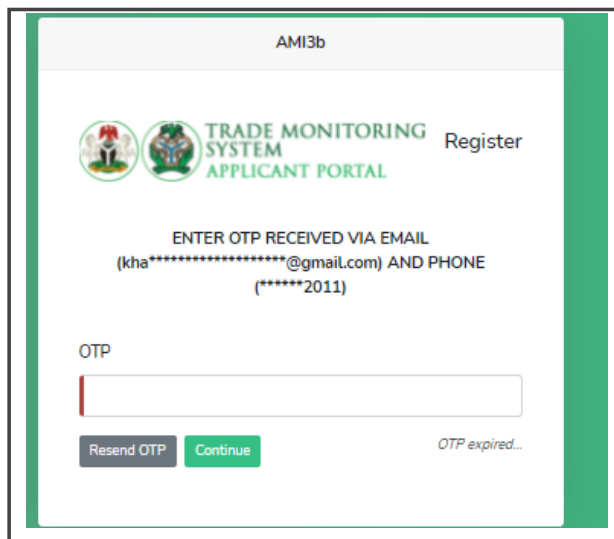 AMI3b
TRADE MONITORING
SYSTEM
APPLICANT PORTAL
Register
ENTER OTP RECEIVED VIA EMAIL
(kha*******************@gmail.com) AND PHONE
(******2011)
OTP
Resend OTP Continue OTP expired...